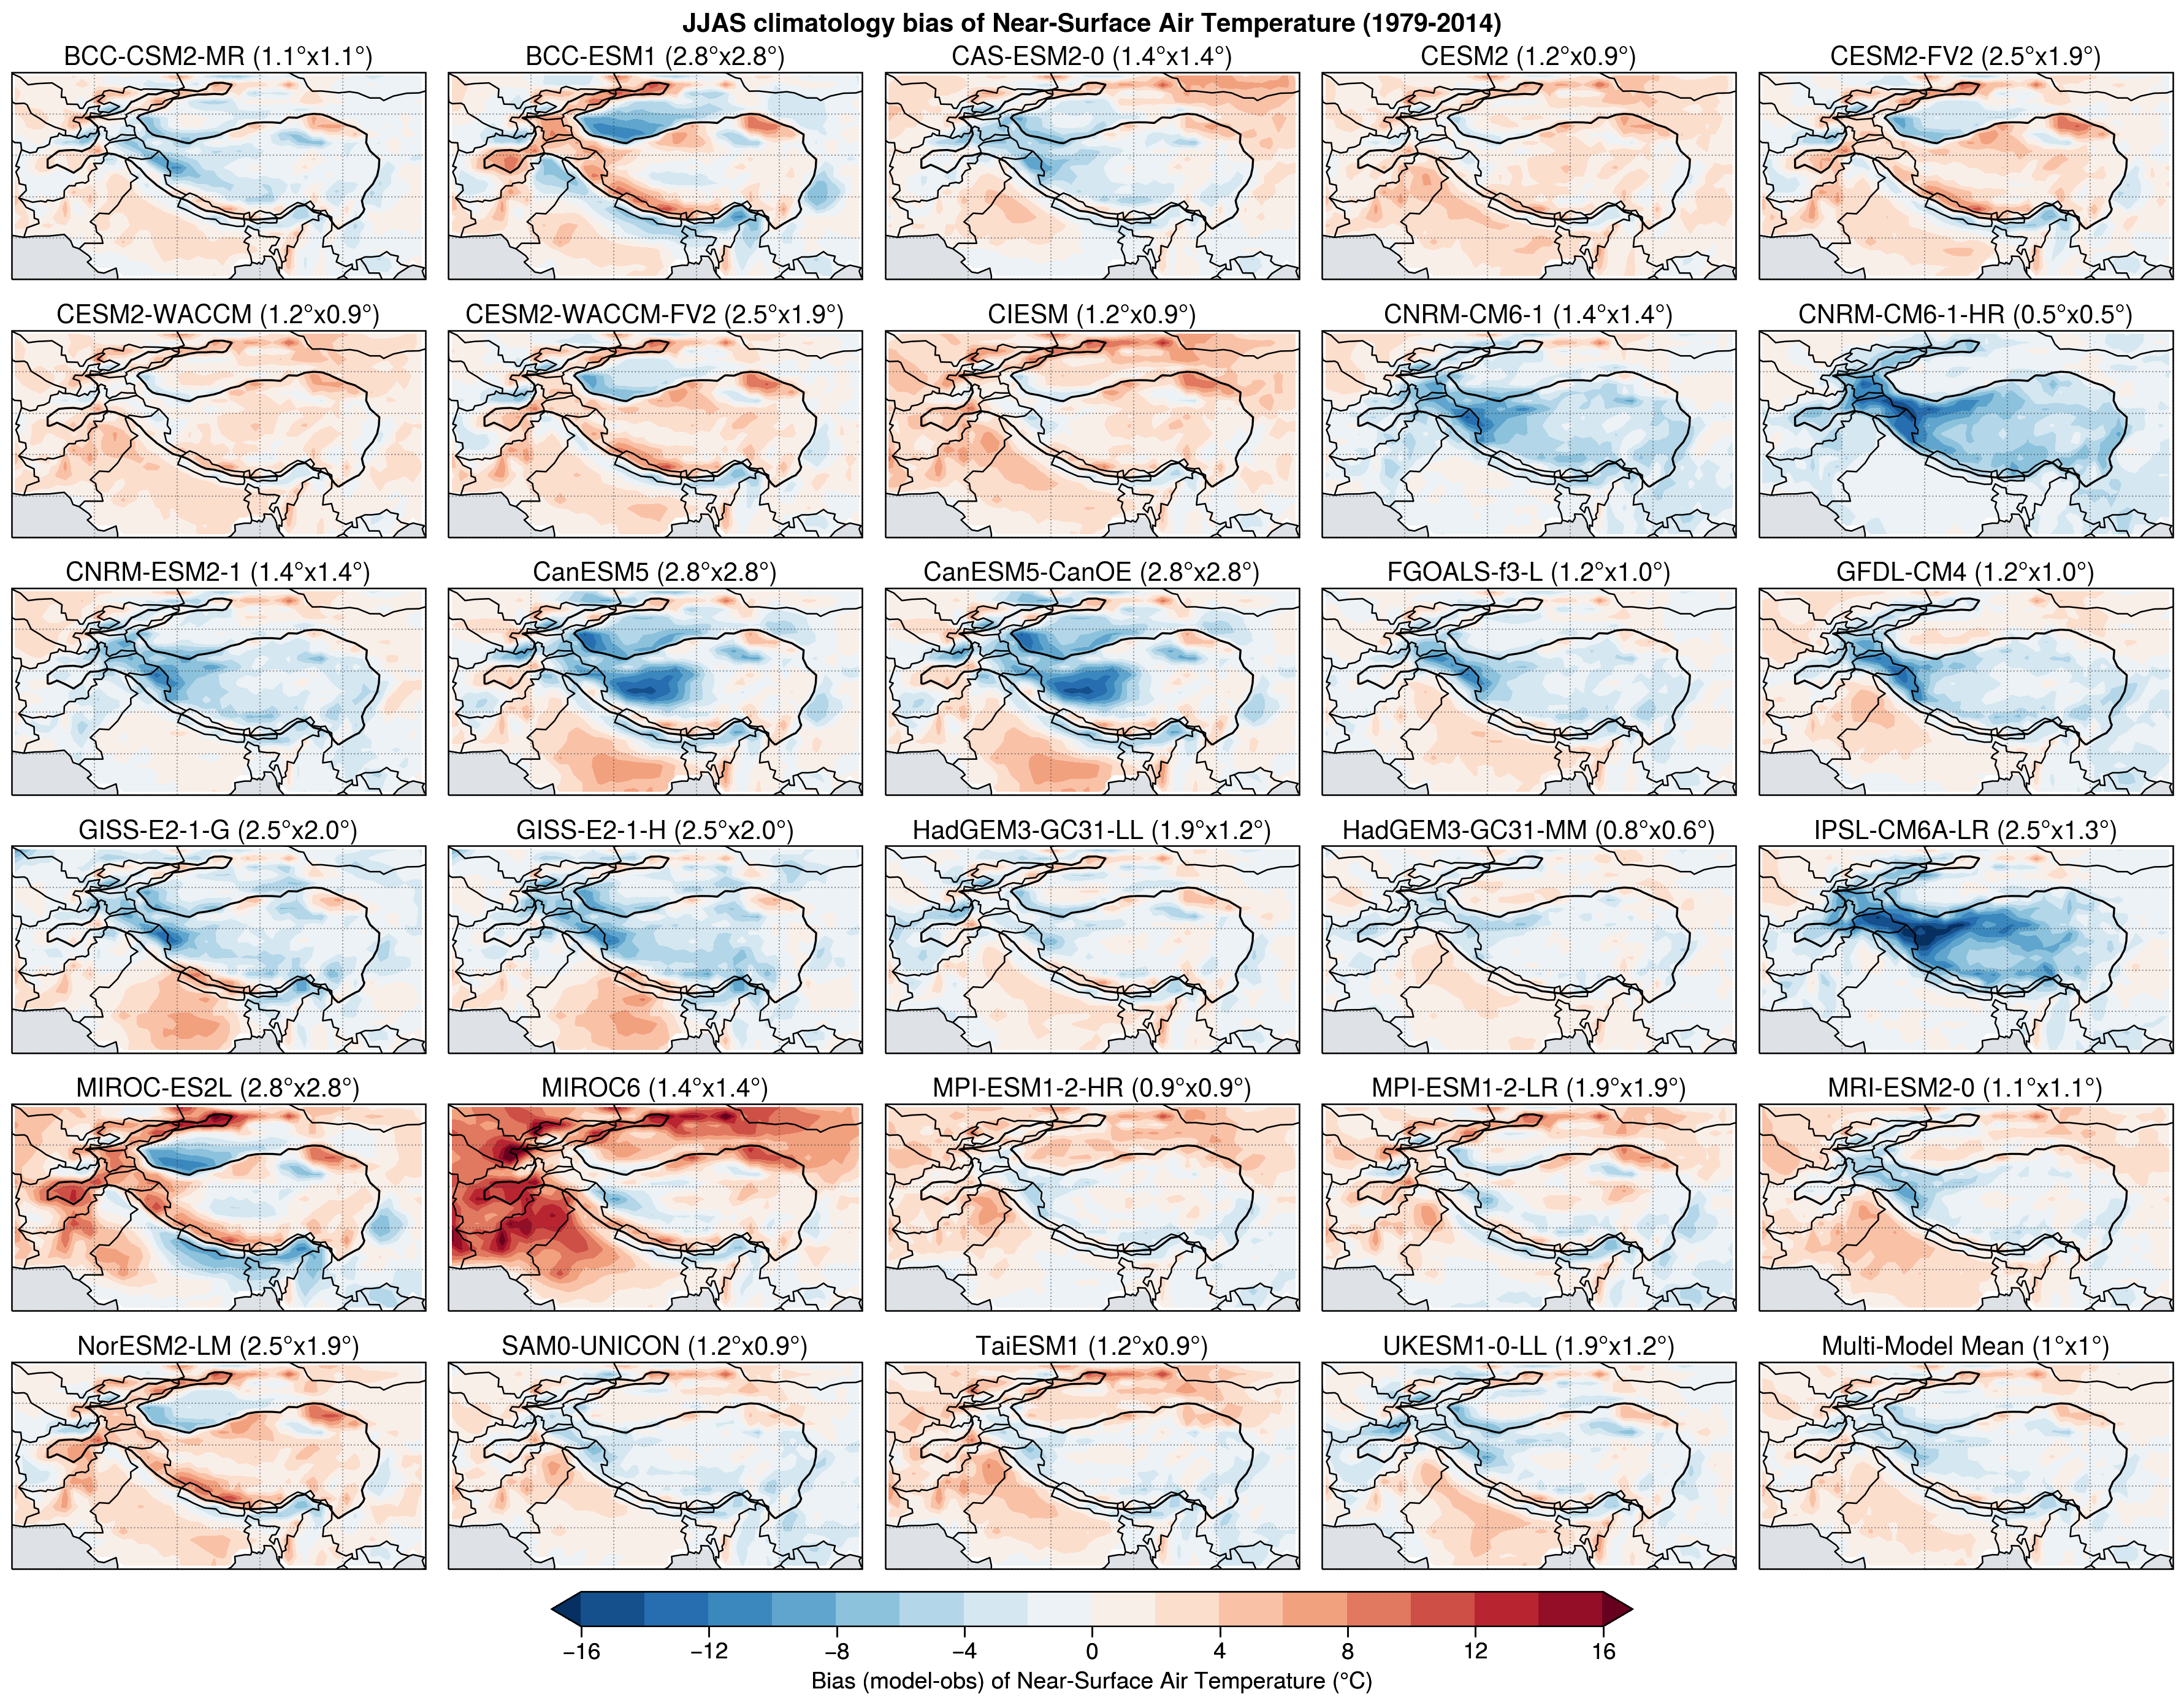 JJAS climatology bias of Near-Surface Air Temperature (1979-2014)
BCC-CSM2-MR (1.1°x1.1°)
BCC-ESM1 (2.8°x2.8°)
CAS-ESM2-0 (1.4°x1.4°)
CESM2 (1.2°x0.9°)
CESM2-FV2 (2.5°x1.9°)
CESM2-WACCM (1.2°x0.9°)
CESM2-WACCM-FV2 (2.5°x1.9°)
CIESM (1.2°x0.9°)
CNRM-CM6-1 (1.4°x1.4°)
CNRM-CM6-1-HR (0.5°x0.5°)
CNRM-ESM2-1 (1.4°x1.4°)
CanESM5 (2.8°x2.8°)
CanESM5-CanOE (2.8°x2.8°)
FGOALS-f3-L (1.2°x1.0°)
GFDL-CM4 (1.2°x1.0°)
GISS-E2-1-G (2.5°x2.0°)
GISS-E2-1-H (2.5°x2.0°)
HadGEM3-GC31-LL (1.9°x1.2°)
HadGEM3-GC31-MM (0.8°x0.6°)
IPSL-CM6A-LR (2.5°x1.3°)
MIROC-ES2L (2.8°x2.8°)
MIROC6 (1.4°x1.4°)
MPI-ESM1-2-HR (0.9°x0.9°)
MPI-ESM1-2-LR (1.9°x1.9°)
MRI-ESM2-0 (1.1°x1.1°)
NorESM2-LM (2.5°x1.9°)
SAM0-UNICON (1.2°x0.9°)
TaiESM1 (1.2°x0.9°)
UKESM1-0-LL (1.9°x1.2°)
Multi-Model Mean (1°x1°)
−16 −12 −8 −4 0 4 8 12 16
Bias (model-obs) of Near-Surface Air Temperature (°C)